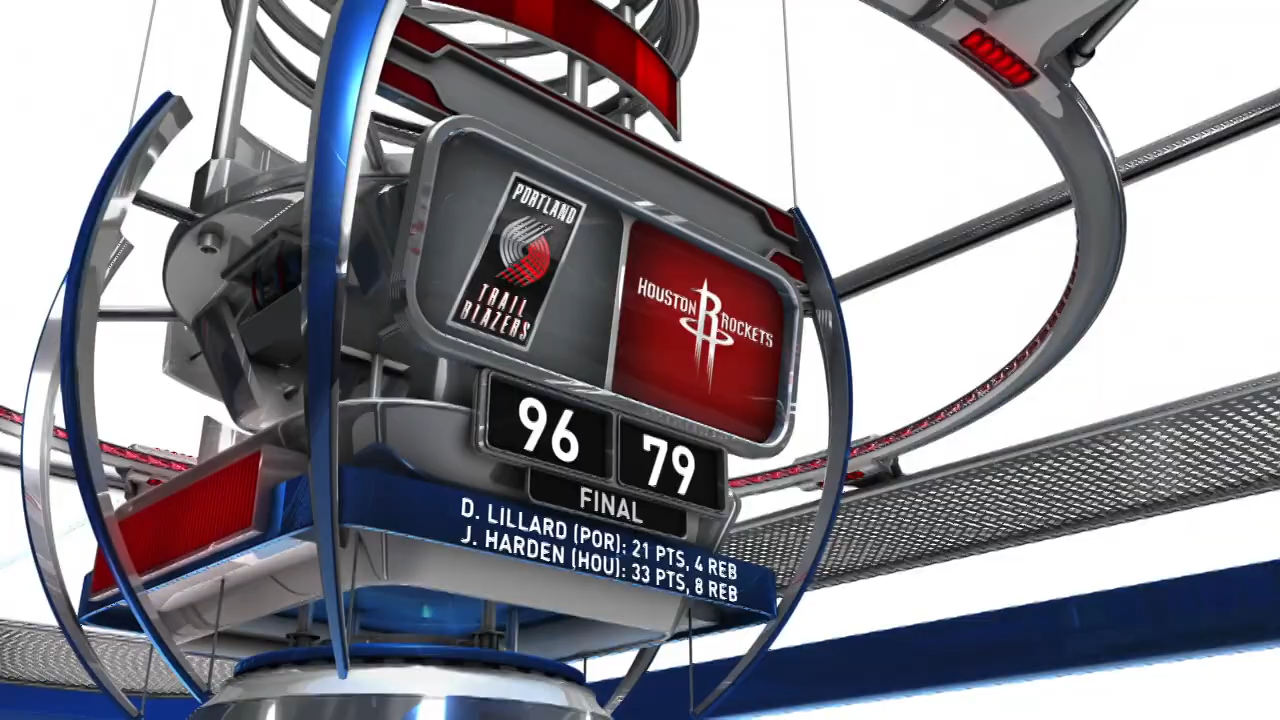 PORTLAND
TRAIL
BLAZERS
HOUSTON ROCKETS
96 79
FINAL
D. LILLARD (POR): 21 PTS, 4 REB
J. HARDEN (HOU): 33 PTS, 8 REB